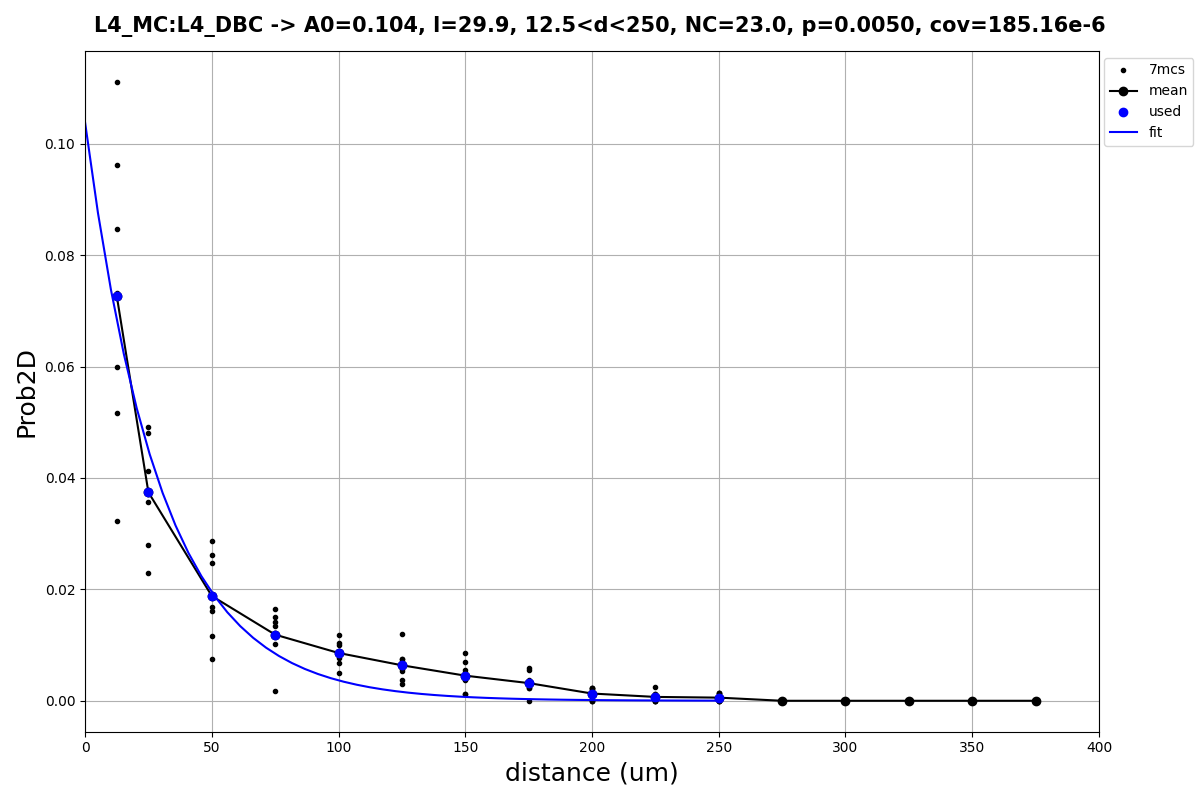 L4_MC:L4_DBC -> A0=0.104, l=29.9, 12.5<d<250, NC=23.0, p=0.0050, cov=185.16e-6
7mcs
mean
used
fit
Prob2D
0.10
0.08
0.06
0.04
0.02
0.00
0 50 100 150 200 250 300 350 400
distance (um)